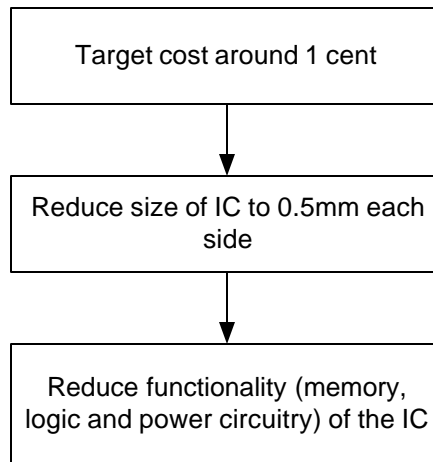 Target cost around 1 cent
Reduce size of IC to 0.5mm each
side
Reduce functionality (memory,
logic and power circuitry) of the IC